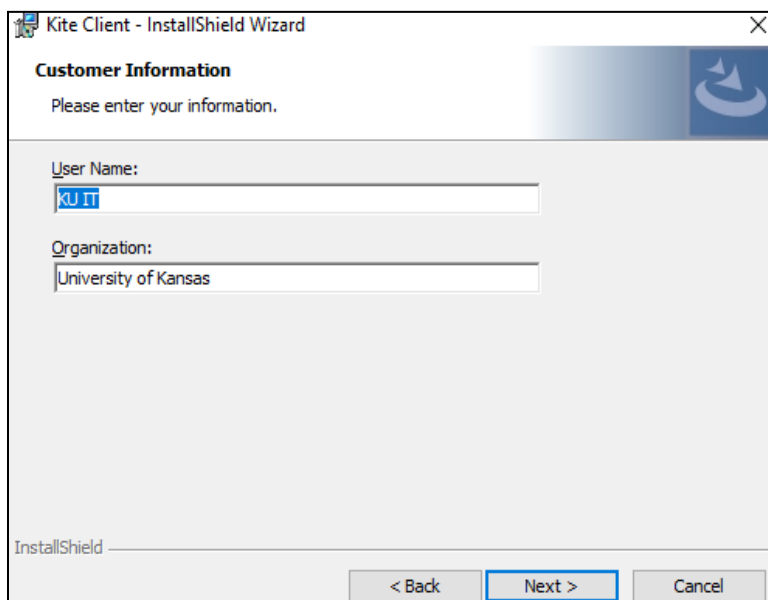 Kite Client - InstallShield Wizard
Customer Information
Please enter your information.
User Name:
KU IT
Organization:
University of Kansas
InstallShield
< Back Next > Cancel